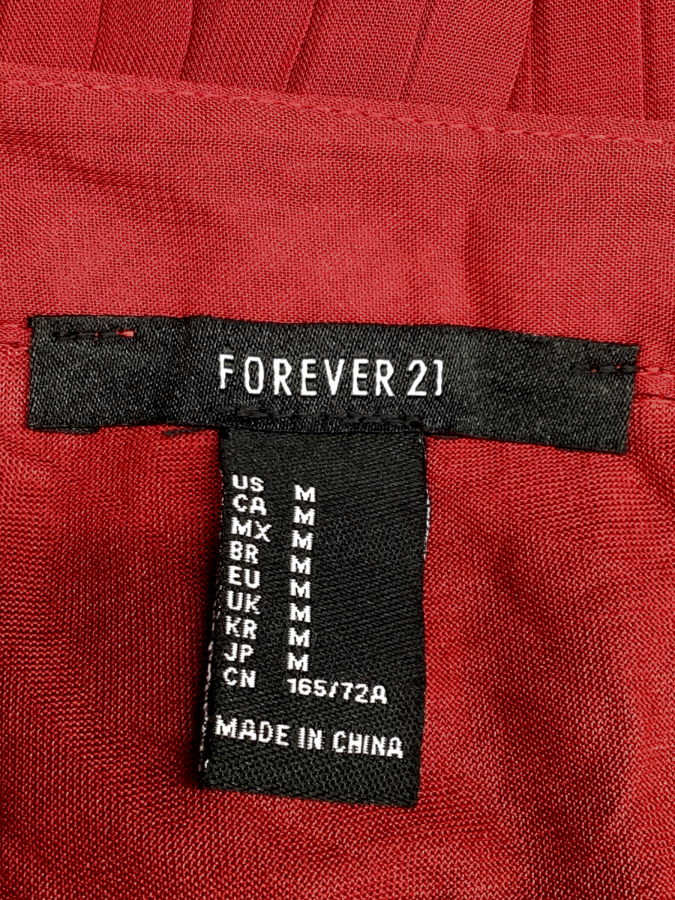 FOREVER 21
US M
CA M
MX M
BR M
EU M
UK M
KR M
JP M
CN 165/72A
MADE IN CHINA